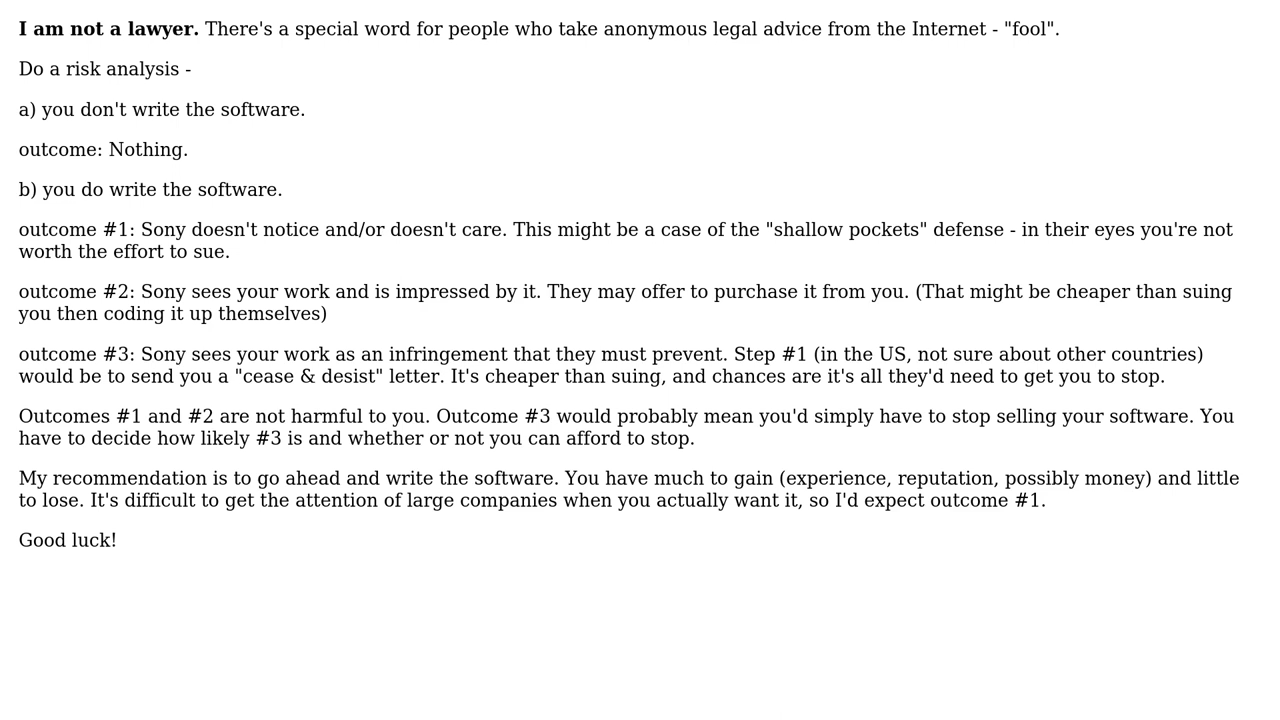 I am not a lawyer. There's a special word for people who take anonymous legal advice from the Internet - "fool".
Do a risk analysis -
a) you don't write the software.
outcome: Nothing.
b) you do write the software.
outcome #1: Sony doesn't notice and/or doesn't care. This might be a case of the "shallow pockets" defense - in their eyes you're not
worth the effort to sue.
outcome #2: Sony sees your work and is impressed by it. They may offer to purchase it from you. (That might be cheaper than suing
you then coding it up themselves)
outcome #3: Sony sees your work as an infringement that they must prevent. Step #1 (in the US, not sure about other countries)
would be to send you a "cease & desist" letter. It's cheaper than suing, and chances are it's all they'd need to get you to stop.
Outcomes #1 and #2 are not harmful to you. Outcome #3 would probably mean you'd simply have to stop selling your software. You
have to decide how likely #3 is and whether or not you can afford to stop.
My recommendation is to go ahead and write the software. You have much to gain (experience, reputation, possibly money) and little
to lose. It's difficult to get the attention of large companies when you actually want it, so I'd expect outcome #1.
Good luck!